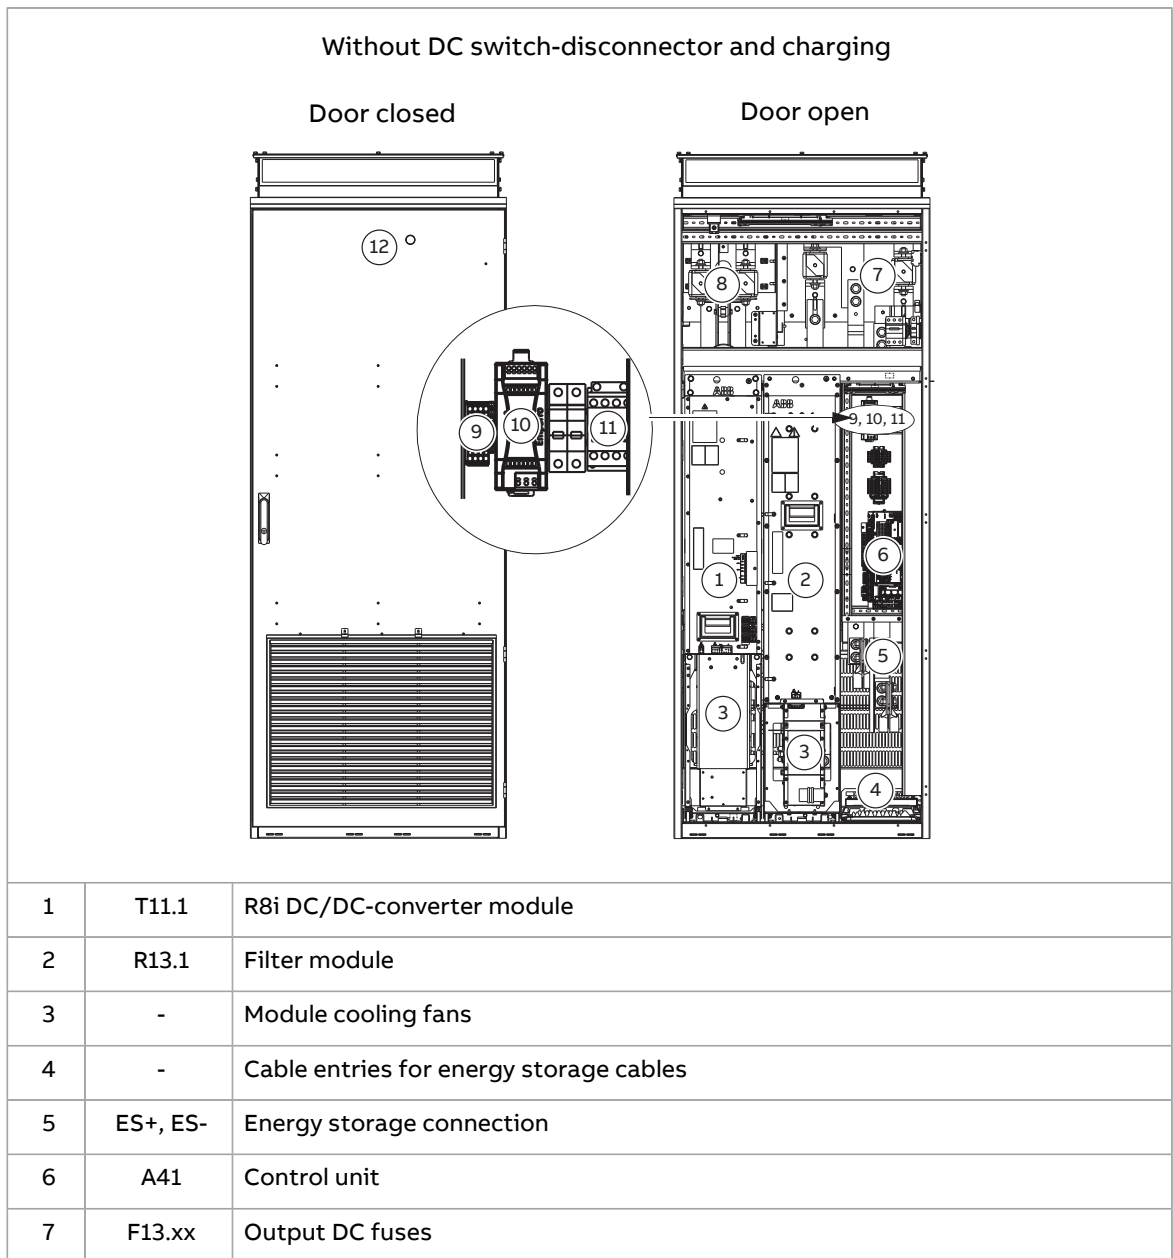 Without DC switch-disconnector and charging
Door closed
Door open
12
8
7
ABB
ABB
9
10
11
9, 10, 11
6
1
2
5
3
3
4
1 T11.1 R8i DC/DC-converter module
2 R13.1 Filter module
3 - Module cooling fans
4 - Cable entries for energy storage cables
5 ES+, ES- Energy storage connection
6 A41 Control unit
7 F13.xx Output DC fuses